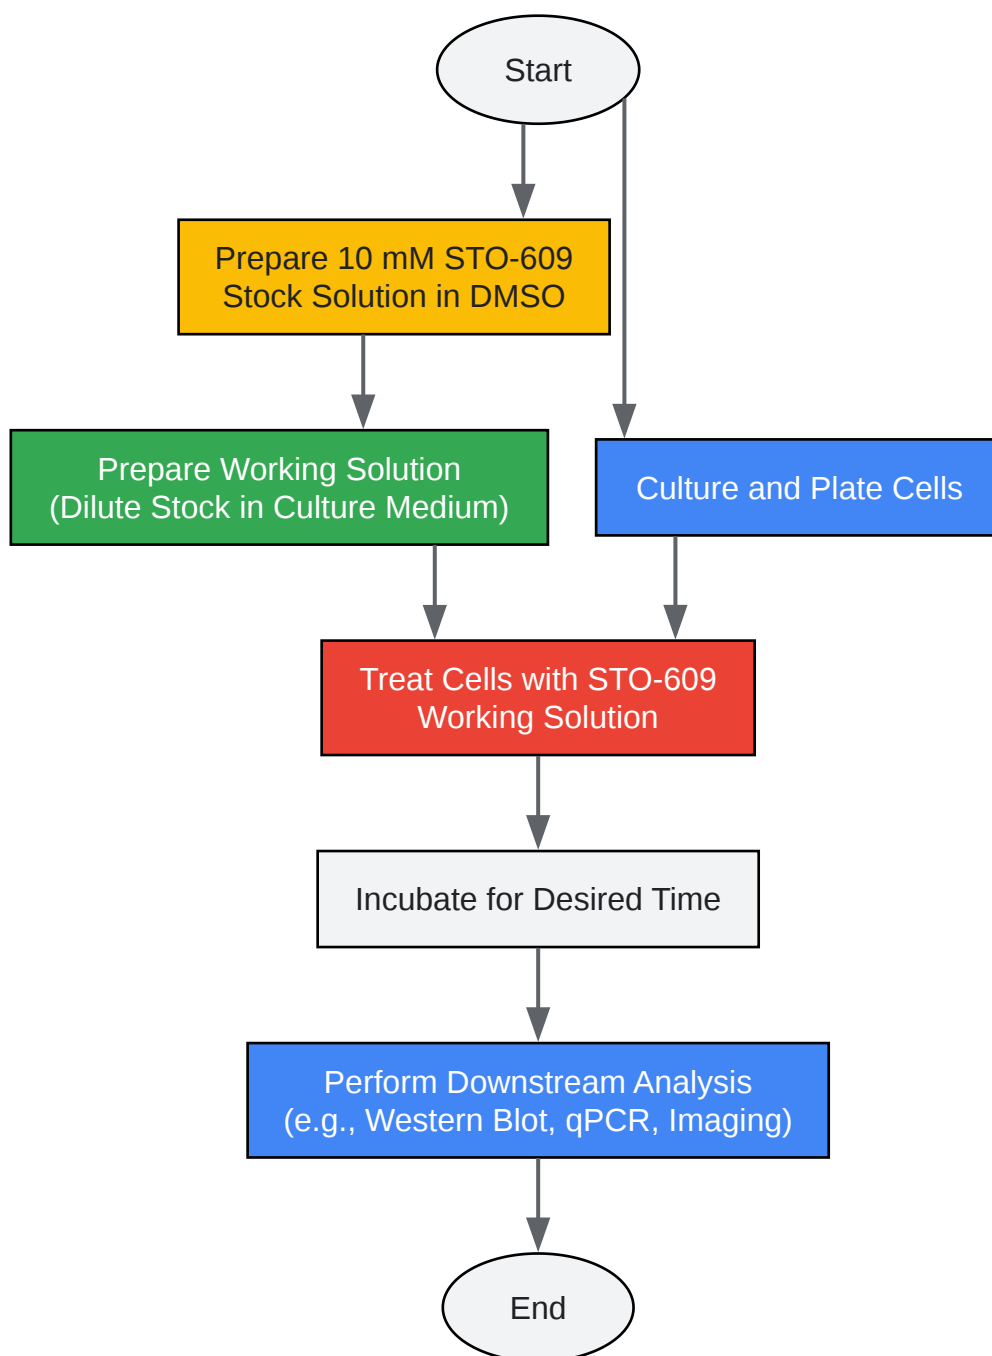 Start
Prepare 10 mM STO-609
Stock Solution in DMSO
Prepare Working Solution
(Dilute Stock in Culture Medium)
Culture and Plate Cells
Treat Cells with STO-609
Working Solution
Incubate for Desired Time
Perform Downstream Analysis
(e.g., Western Blot, qPCR, Imaging)
End